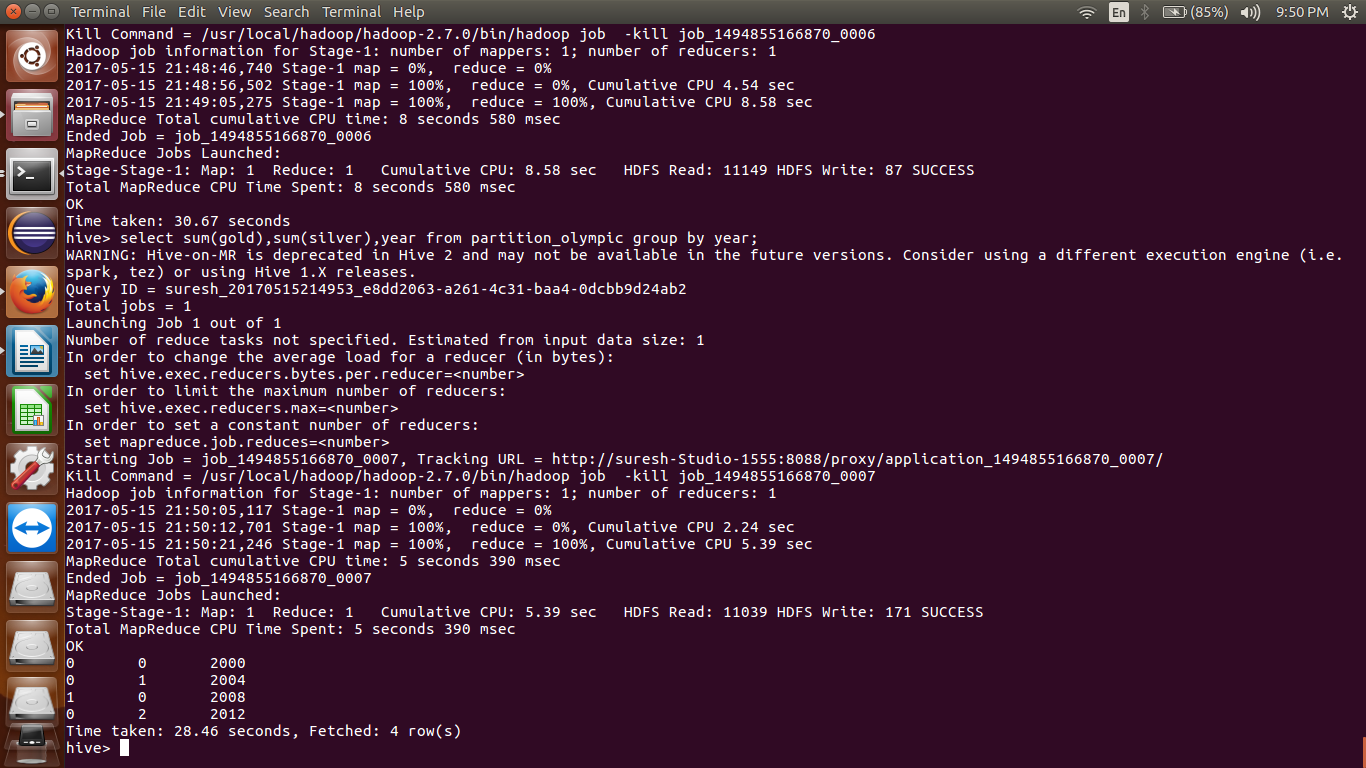 Terminal File Edit View Search Terminal Help En (85%) 9:50 PM
Kill Command = /usr/local/hadoop/hadoop-2.7.0/bin/hadoop job  -kill job_1494855166870_0006
Hadoop job information for Stage-1: number of mappers: 1; number of reducers: 1
2017-05-15 21:48:46,740 Stage-1 map = 0%,  reduce = 0%
2017-05-15 21:48:56,502 Stage-1 map = 100%,  reduce = 0%, Cumulative CPU 4.54 sec
2017-05-15 21:49:05,275 Stage-1 map = 100%,  reduce = 100%, Cumulative CPU 8.58 sec
MapReduce Total cumulative CPU time: 8 seconds 580 msec
Ended Job = job_1494855166870_0006
MapReduce Jobs Launched:
Stage-Stage-1: Map: 1  Reduce: 1   Cumulative CPU: 8.58 sec   HDFS Read: 11149 HDFS Write: 87 SUCCESS
Total MapReduce CPU Time Spent: 8 seconds 580 msec
OK
Time taken: 30.67 seconds
hive> select sum(gold),sum(silver),year from partition_olympic group by year;
WARNING: Hive-on-MR is deprecated in Hive 2 and may not be available in the future versions. Consider using a different execution engine (i.e.
spark, tez) or using Hive 1.X releases.
Query ID = suresh_20170515214953_e8dd2063-a261-4c31-baa4-0dcbb9d24ab2
Total jobs = 1
Launching Job 1 out of 1
Number of reduce tasks not specified. Estimated from input data size: 1
In order to change the average load for a reducer (in bytes):
  set hive.exec.reducers.bytes.per.reducer=<number>
In order to limit the maximum number of reducers:
  set hive.exec.reducers.max=<number>
In order to set a constant number of reducers:
  set mapreduce.job.reduces=<number>
Starting Job = job_1494855166870_0007, Tracking URL = http://suresh-Studio-1555:8088/proxy/application_1494855166870_0007/
Kill Command = /usr/local/hadoop/hadoop-2.7.0/bin/hadoop job  -kill job_1494855166870_0007
Hadoop job information for Stage-1: number of mappers: 1; number of reducers: 1
2017-05-15 21:50:05,117 Stage-1 map = 0%,  reduce = 0%
2017-05-15 21:50:12,701 Stage-1 map = 100%,  reduce = 0%, Cumulative CPU 2.24 sec
2017-05-15 21:50:21,246 Stage-1 map = 100%,  reduce = 100%, Cumulative CPU 5.39 sec
MapReduce Total cumulative CPU time: 5 seconds 390 msec
Ended Job = job_1494855166870_0007
MapReduce Jobs Launched:
Stage-Stage-1: Map: 1  Reduce: 1   Cumulative CPU: 5.39 sec   HDFS Read: 11039 HDFS Write: 171 SUCCESS
Total MapReduce CPU Time Spent: 5 seconds 390 msec
OK
0	0	2000
0	1	2004
1	0	2008
0	2	2012
Time taken: 28.46 seconds, Fetched: 4 row(s)
hive>